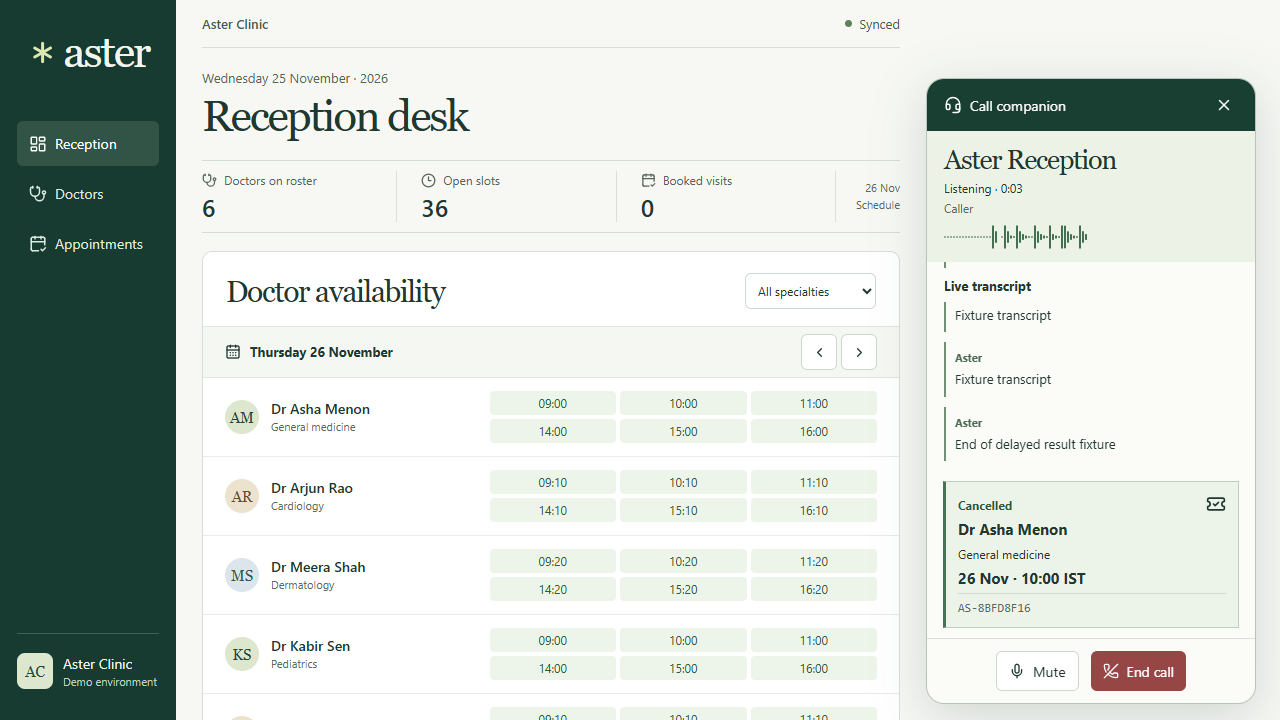 aster
Reception
Doctors
Appointments
AC
Aster Clinic
Demo environment
Aster Clinic
Synced
Wednesday 25 November · 2026
Reception desk
Doctors on roster
6
Open slots
36
Booked visits
0
26 Nov
Schedule
Doctor availability
All specialties
Thursday 26 November
AM
Dr Asha Menon
General medicine
09:00 10:00 11:00
14:00 15:00 16:00
AR
Dr Arjun Rao
Cardiology
09:10 10:10 11:10
14:10 15:10 16:10
MS
Dr Meera Shah
Dermatology
09:20 10:20 11:20
14:20 15:20 16:20
KS
Dr Kabir Sen
Pediatrics
09:00 10:00 11:00
14:00 15:00 16:00
09:10 10:10 11:10
Call companion
Aster Reception
Listening · 0:03
Caller
Live transcript
Fixture transcript
Aster
Fixture transcript
Aster
End of delayed result fixture
Cancelled
Dr Asha Menon
General medicine
26 Nov · 10:00 IST
AS-8BFD8F16
Mute
End call